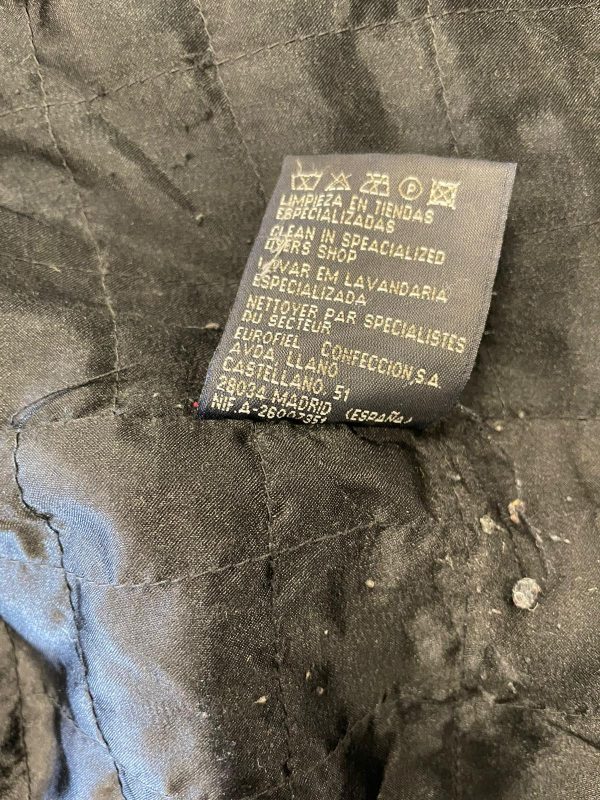 P
LIMPIEZA EN TIENDAS
ESPECIALIZADAS
CLEAN IN SPEACIALIZED
DYERS SHOP
LAVAR EM LAVANDARIA
ESPECIALIZADA
NETTOYER PAR SPECIALISTES
DU SECTEUR
EUROFIEL CONFECCION,S.A.
AVDA. LLANO
CASTELLANO, 51
28034 MADRID (ESPAÑA)
NIF.